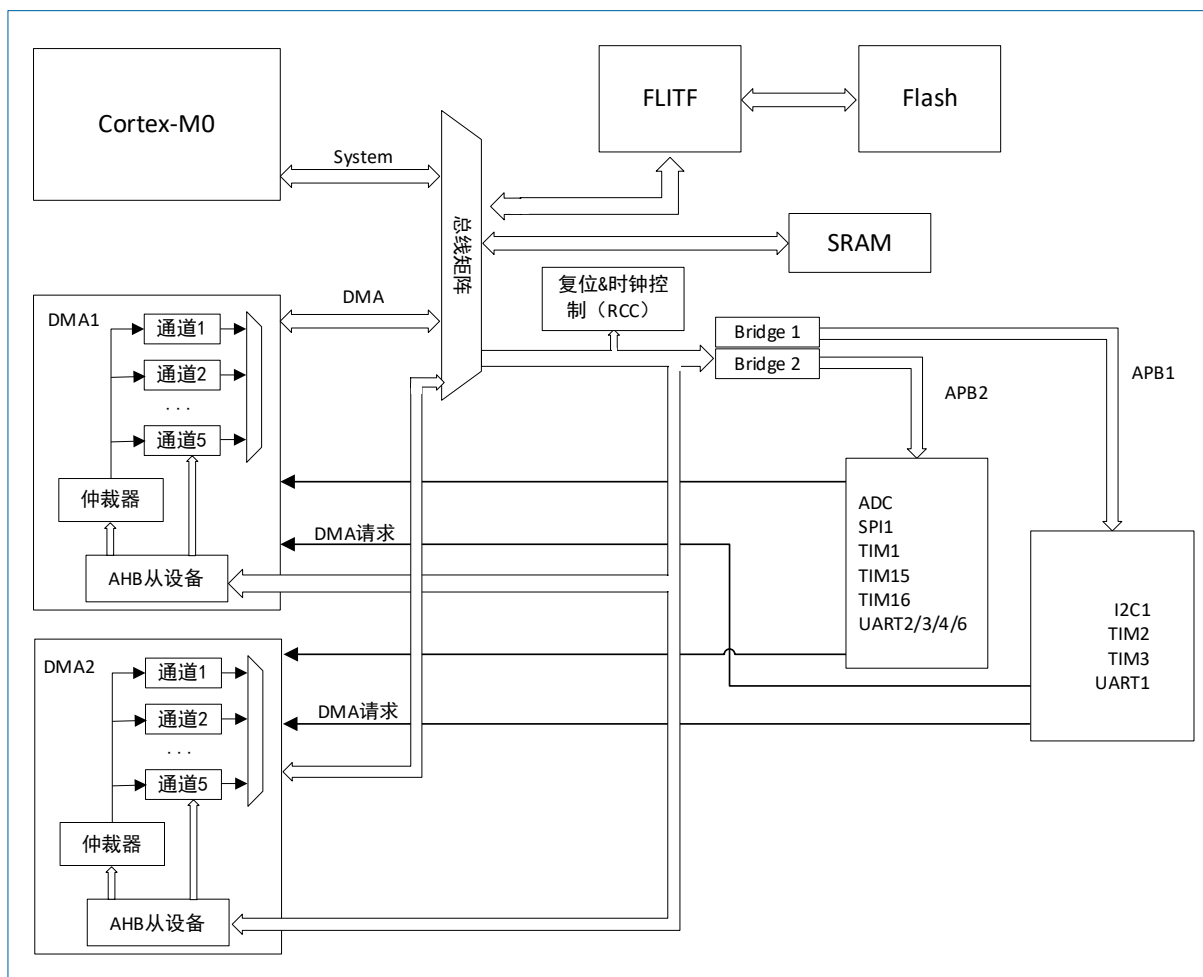 Cortex-M0
FLITF
Flash
System
总线矩阵
SRAM
复位&时钟控
制（RCC）
DMA
DMA1
通道1
通道2
...
通道5
仲裁器
AHB从设备
Bridge 1
Bridge 2
APB1
APB2
DMA请求
ADC
SPI1
TIM1
TIM15
TIM16
UART2/3/4/6
I2C1
TIM2
TIM3
UART1
DMA2
通道1
通道2
...
通道5
仲裁器
AHB从设备
DMA请求